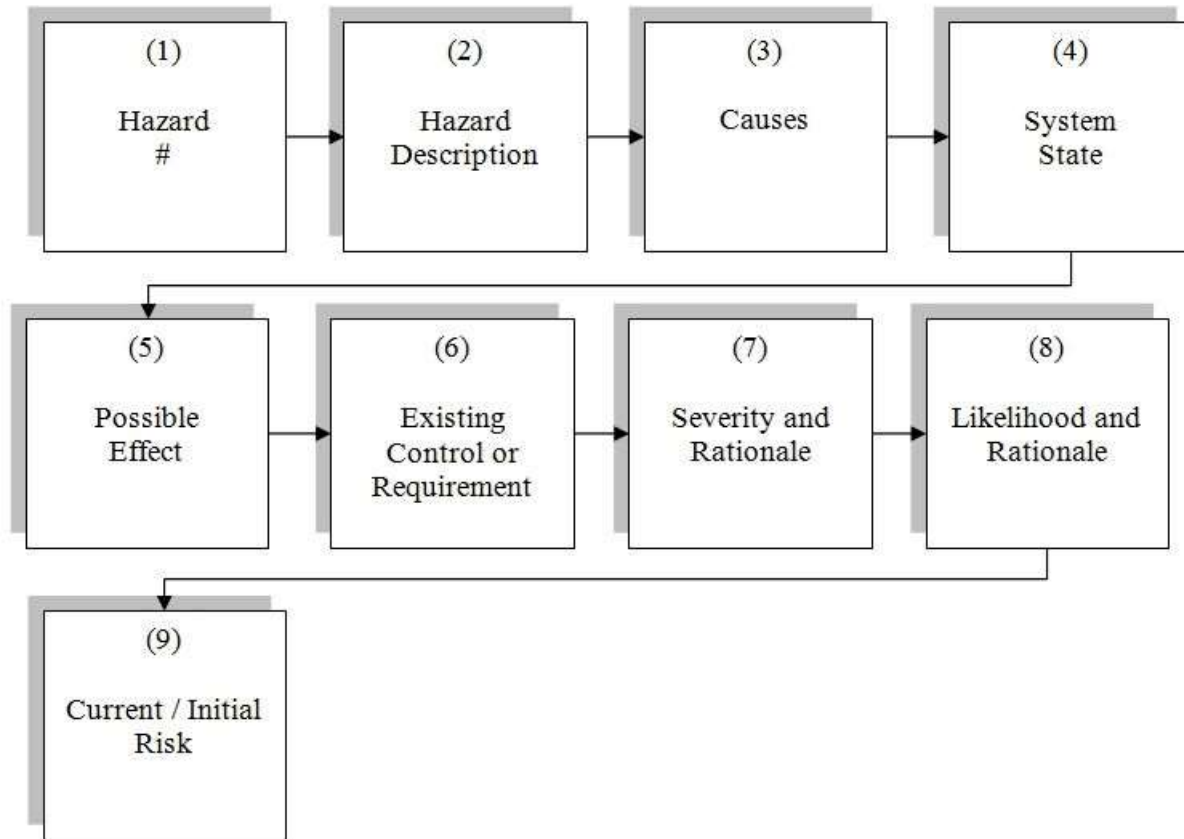 (1)
Hazard
#
(2)
Hazard
Description
(3)
Causes
(4)
System
State
(5)
Possible
Effect
(6)
Existing
Control or
Requirement
(7)
Severity and
Rationale
(8)
Likelihood and
Rationale
(9)
Current / Initial
Risk